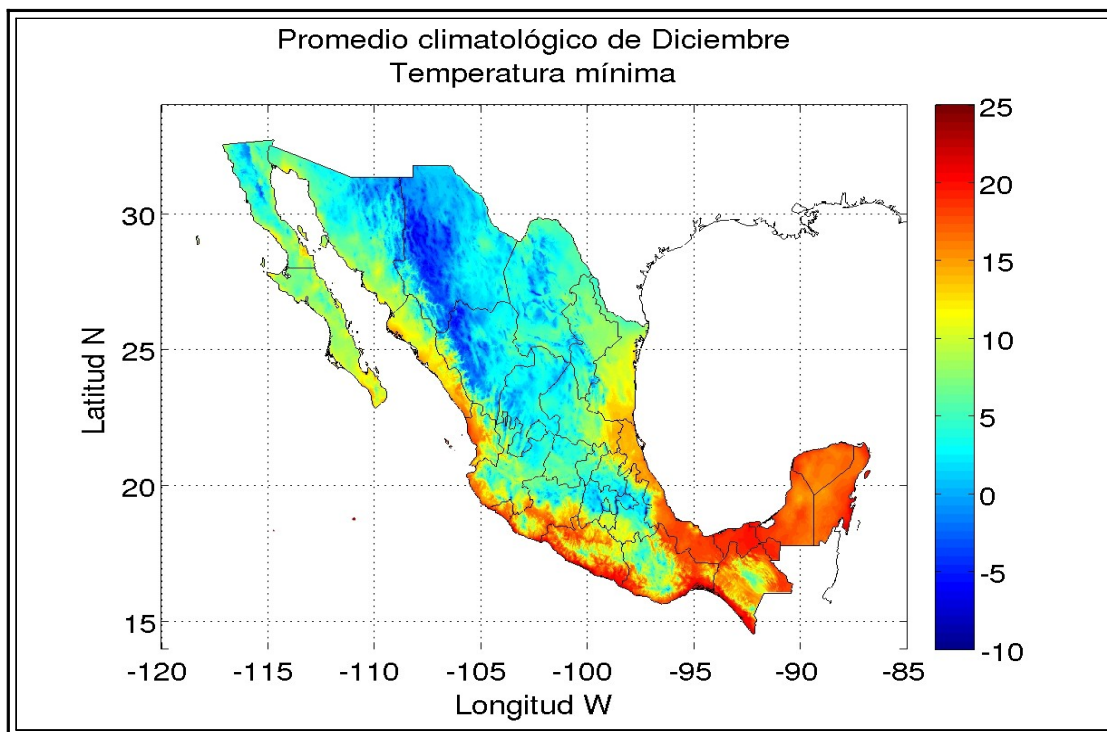 Promedio climatológico de Diciembre
Temperatura mínima
Latitud N
30
25
20
15
-120 -115 -110 -105 -100 -95 -90 -85
Longitud W
25
20
15
10
5
0
-5
-10